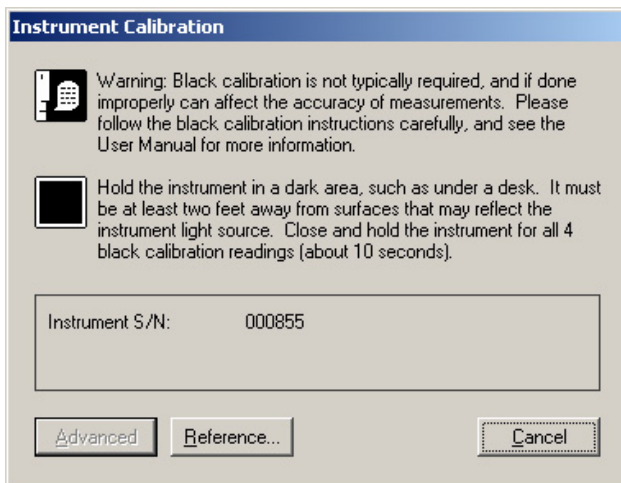 Instrument Calibration
Warning: Black calibration is not typically required, and if done
improperly can affect the accuracy of measurements.  Please
follow the black calibration instructions carefully, and see the
User Manual for more information.
Hold the instrument in a dark area, such as under a desk.  It must
be at least two feet away from surfaces that may reflect the
instrument light source.  Close and hold the instrument for all 4
black calibration readings (about 10 seconds).
Instrument S/N: 000855
Advanced Reference... Cancel